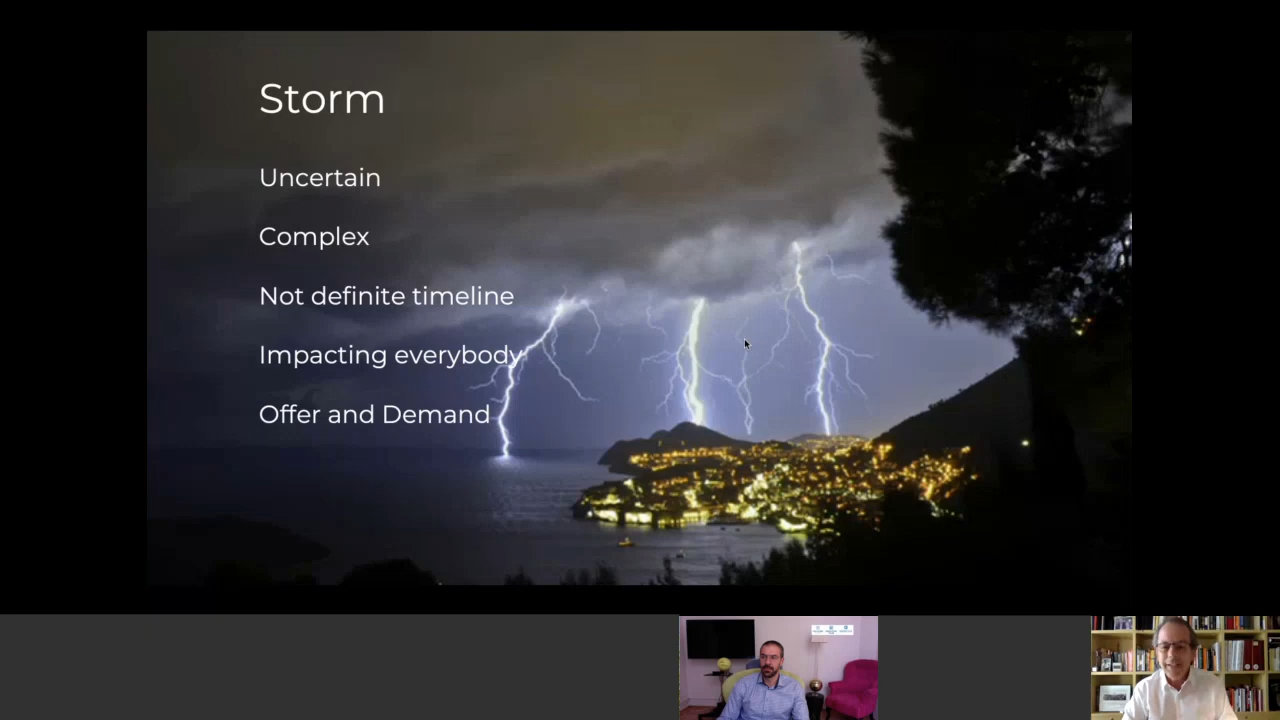 Storm
Uncertain
Complex
Not definite timeline
Impacting everybody
Offer and Demand